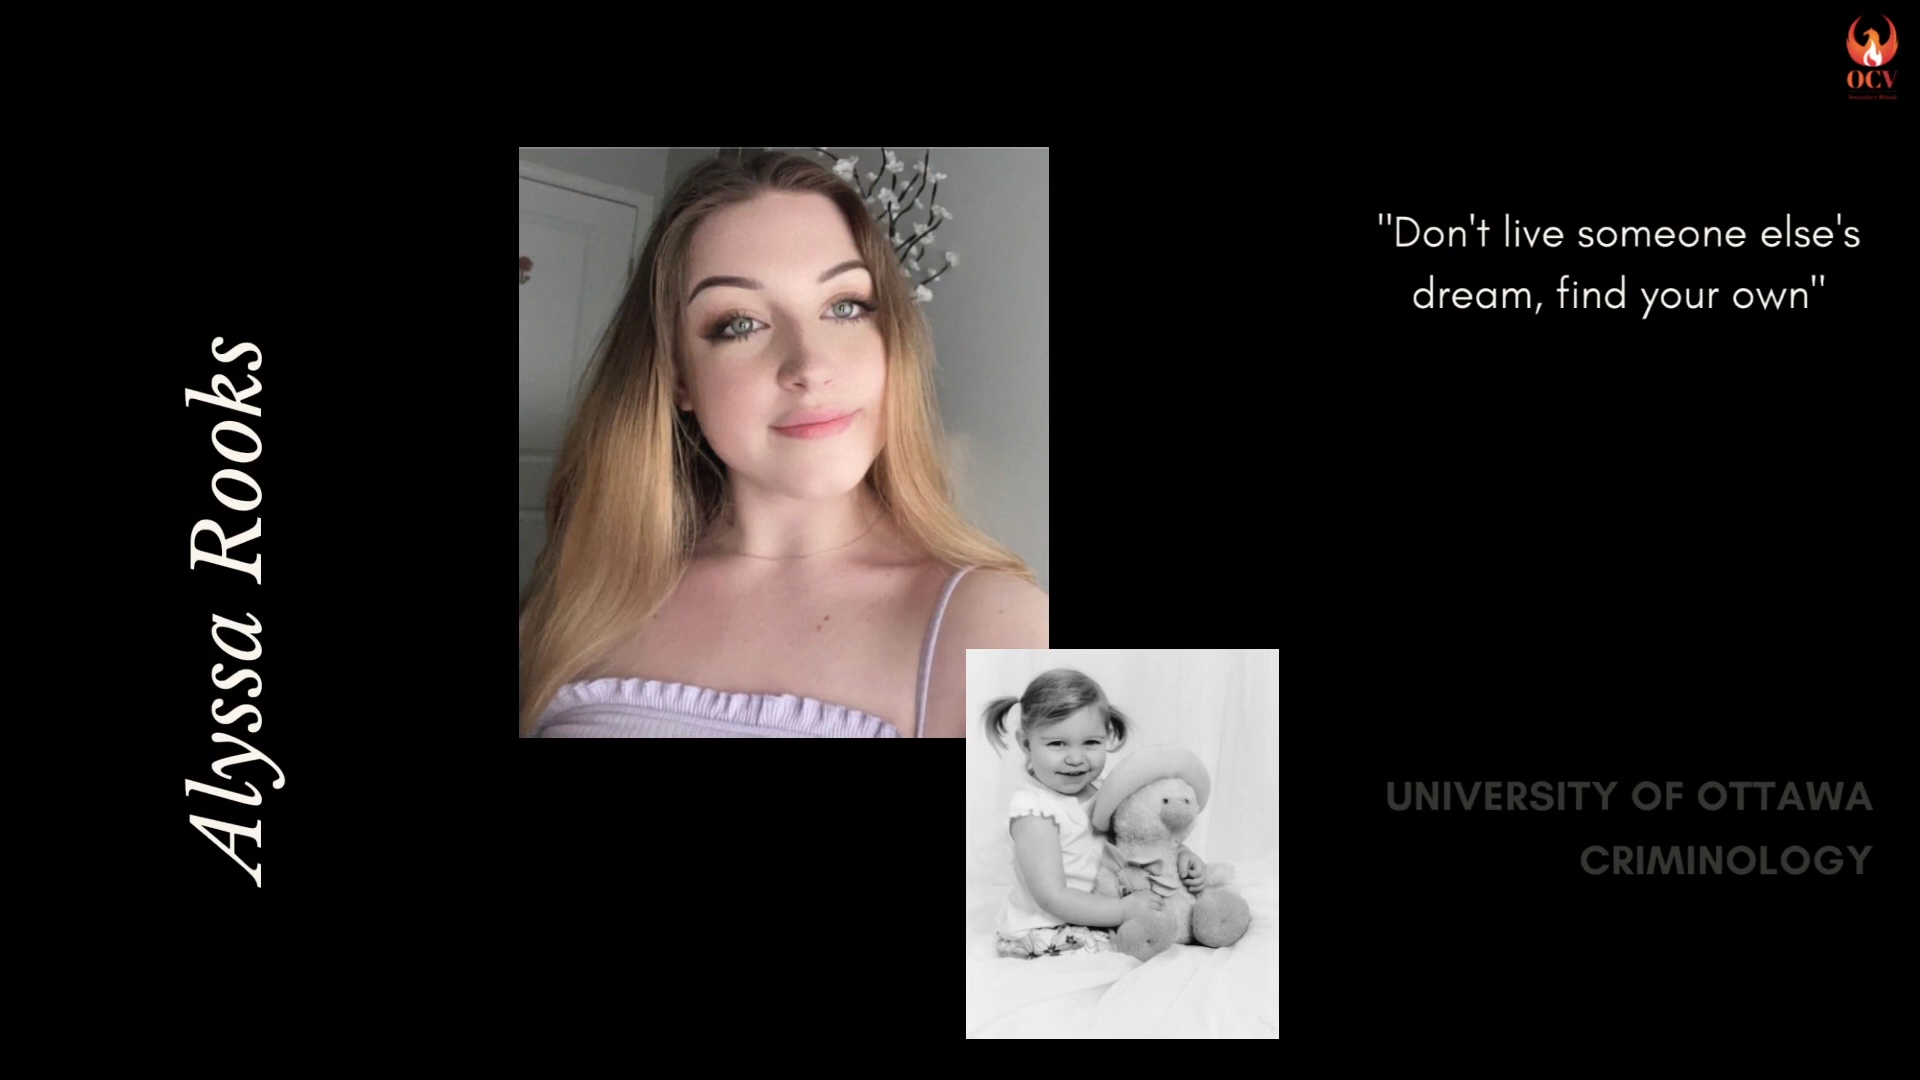 OCV
"Don't live someone else's
dream, find your own"
Alyssa Rooks
UNIVERSITY OF OTTAWA
CRIMINOLOGY